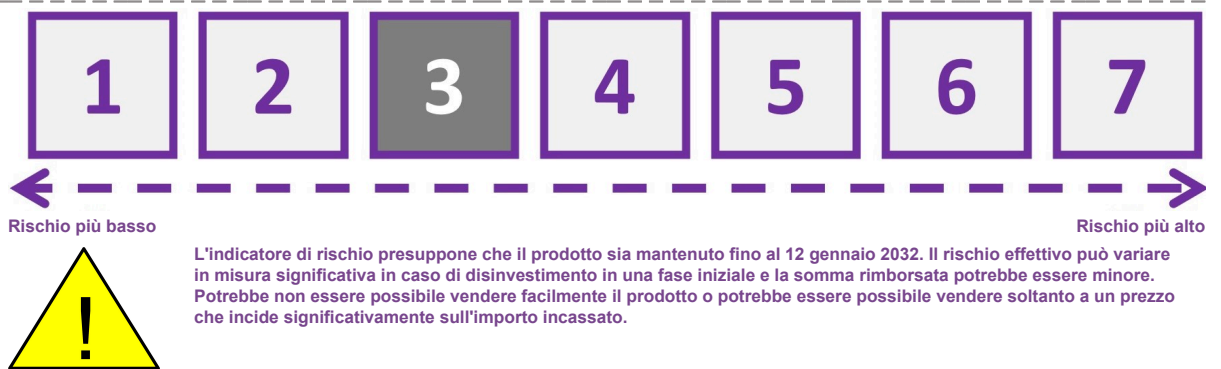 1 2 3 4 5 6 7
Rischio più basso Rischio più alto
L'indicatore di rischio presuppone che il prodotto sia mantenuto fino al 12 gennaio 2032. Il rischio effettivo può variare
in misura significativa in caso di disinvestimento in una fase iniziale e la somma rimborsata potrebbe essere minore.
Potrebbe non essere possibile vendere facilmente il prodotto o potrebbe essere possibile vendere soltanto a un prezzo
che incide significativamente sull'importo incassato.
!